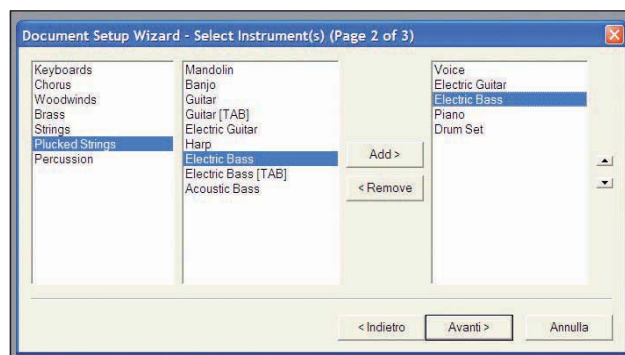 Document Setup Wizard - Select Instrument(s) (Page 2 of 3)
Keyboards
Chorus
Woodwinds
Brass
Strings
Plucked Strings
Percussion
Mandolin
Banjo
Guitar
Guitar [TAB]
Electric Guitar
Harp
Electric Bass
Electric Bass [TAB]
Acoustic Bass
Add >
< Remove
Voice
Electric Guitar
Electric Bass
Piano
Drum Set
< Indietro
Avanti >
Annulla